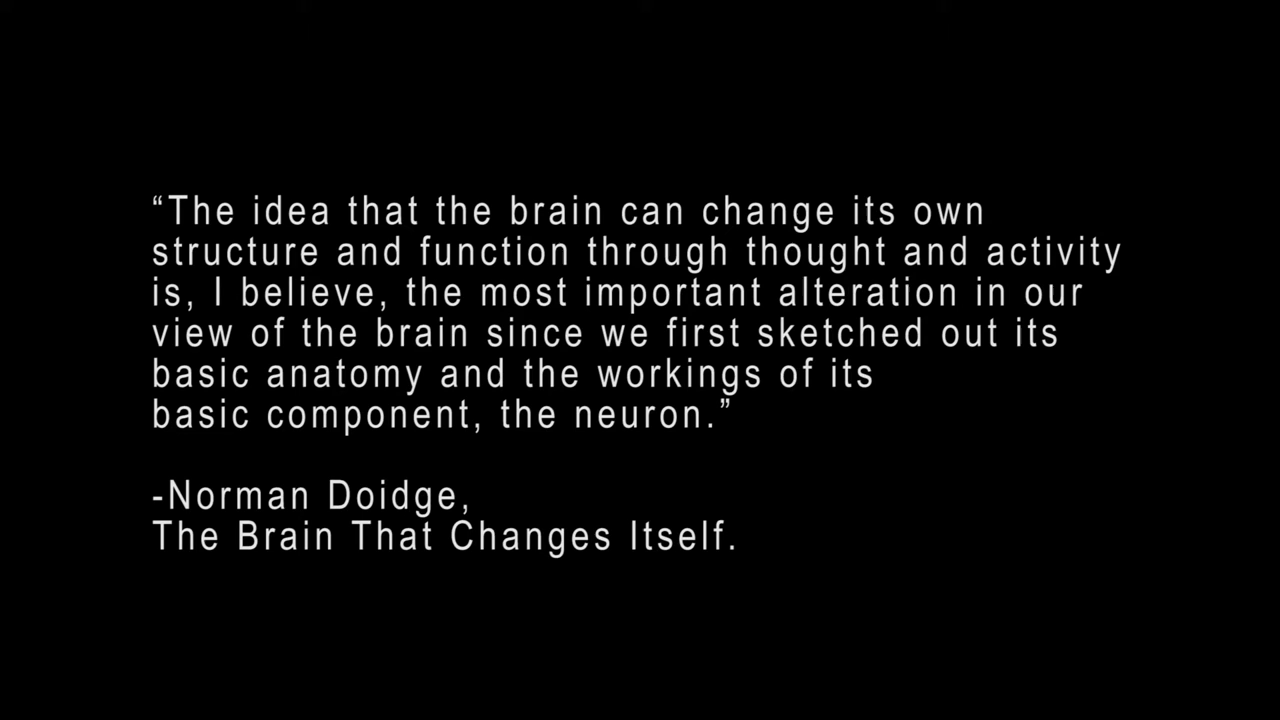 “The idea that the brain can change its own
structure and function through thought and activity
is, I believe, the most important alteration in our
view of the brain since we first sketched out its
basic anatomy and the workings of its
basic component, the neuron.”
-Norman Doidge,
The Brain That Changes Itself.